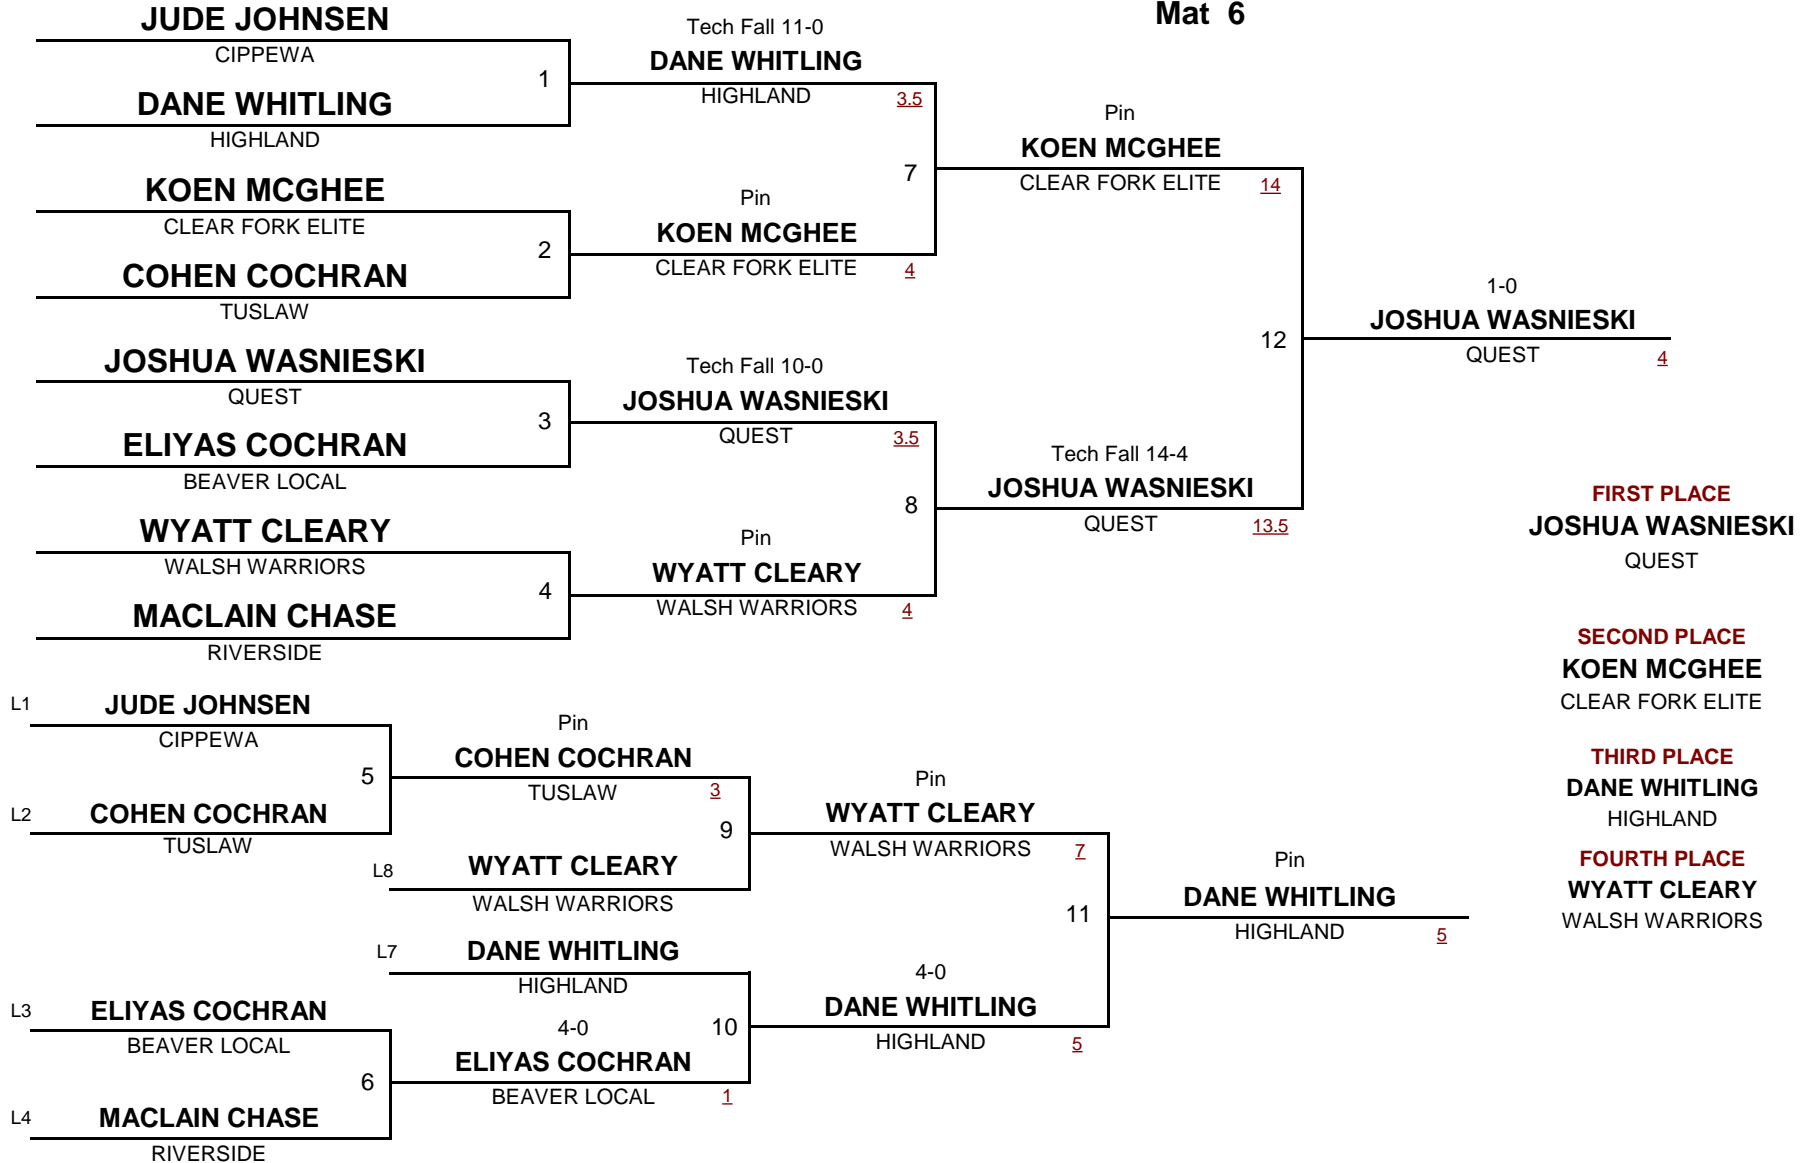 Mat 6
JUDE JOHNSEN
CIPPEWA
1
DANE WHITLING
HIGHLAND
KOEN MCGHEE
CLEAR FORK ELITE
2
COHEN COCHRAN
TUSLAW
JOSHUA WASNIESKI
QUEST
3
ELIYAS COCHRAN
BEAVER LOCAL
WYATT CLEARY
WALSH WARRIORS
4
MACLAIN CHASE
RIVERSIDE
Tech Fall 11-0
DANE WHITLING
HIGHLAND 3.5
7
Pin
KOEN MCGHEE
CLEAR FORK ELITE 4
Tech Fall 10-0
JOSHUA WASNIESKI
QUEST 3.5
8
Pin
WYATT CLEARY
WALSH WARRIORS 4
Pin
KOEN MCGHEE
CLEAR FORK ELITE 14
12
Tech Fall 14-4
JOSHUA WASNIESKI
QUEST 13.5
1-0
JOSHUA WASNIESKI
QUEST 4
FIRST PLACE
JOSHUA WASNIESKI
QUEST
SECOND PLACE
KOEN MCGHEE
CLEAR FORK ELITE
THIRD PLACE
DANE WHITLING
HIGHLAND
FOURTH PLACE
WYATT CLEARY
WALSH WARRIORS
L1 JUDE JOHNSEN
CIPPEWA
5
L2 COHEN COCHRAN
TUSLAW
Pin
COHEN COCHRAN
TUSLAW 3
9
L8 WYATT CLEARY
WALSH WARRIORS
L7 DANE WHITLING
HIGHLAND
L3 ELIYAS COCHRAN
BEAVER LOCAL
6
L4 MACLAIN CHASE
RIVERSIDE
4-0 10
ELIYAS COCHRAN
BEAVER LOCAL 1
Pin
WYATT CLEARY
WALSH WARRIORS 7
11
4-0
DANE WHITLING
HIGHLAND 5
Pin
DANE WHITLING
HIGHLAND 5